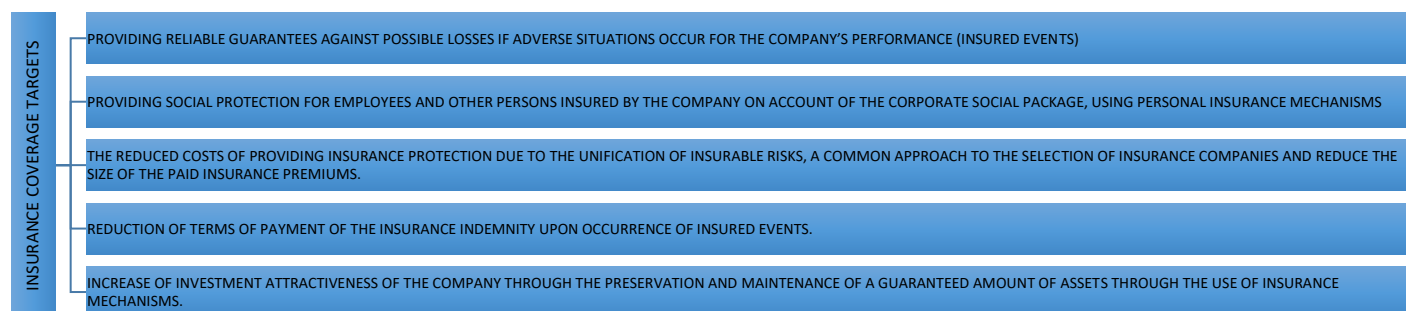 INSURANCE COVERAGE TARGETS
PROVIDING RELIABLE GUARANTEES AGAINST POSSIBLE LOSSES IF ADVERSE SITUATIONS OCCUR FOR THE COMPANY'S PERFORMANCE (INSURED EVENTS)
PROVIDING SOCIAL PROTECTION FOR EMPLOYEES AND OTHER PERSONS INSURED BY THE COMPANY ON ACCOUNT OF THE CORPORATE SOCIAL PACKAGE, USING PERSONAL INSURANCE MECHANISMS
THE REDUCED COSTS OF PROVIDING INSURANCE PROTECTION DUE TO THE UNIFICATION OF INSURABLE RISKS, A COMMON APPROACH TO THE SELECTION OF INSURANCE COMPANIES AND REDUCE THE
SIZE OF THE PAID INSURANCE PREMIUMS.
REDUCTION OF TERMS OF PAYMENT OF THE INSURANCE INDEMNITY UPON OCCURRENCE OF INSURED EVENTS.
INCREASE OF INVESTMENT ATTRACTIVENESS OF THE COMPANY THROUGH THE PRESERVATION AND MAINTENANCE OF A GUARANTEED AMOUNT OF ASSETS THROUGH THE USE OF INSURANCE
MECHANISMS.